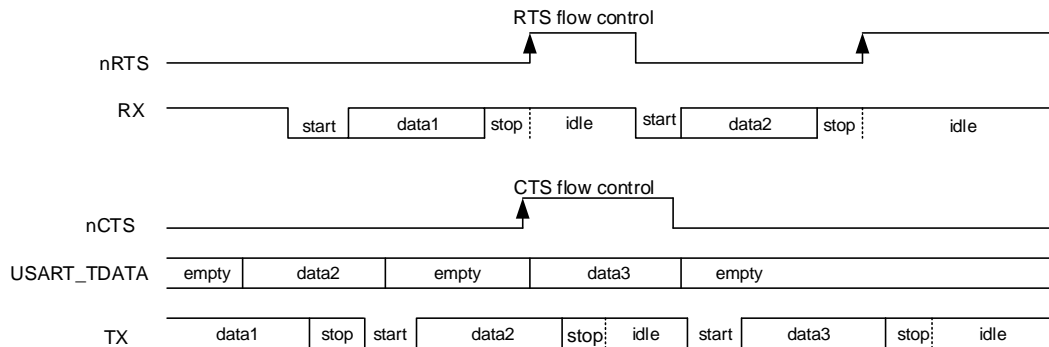 RTS flow control
nRTS
RX
start data1 stop idle start data2 stop idle
CTS flow control
nCTS
USART_TDATA empty data2 empty data3 empty
TX data1 stop start data2 stop idle start data3 stop idle